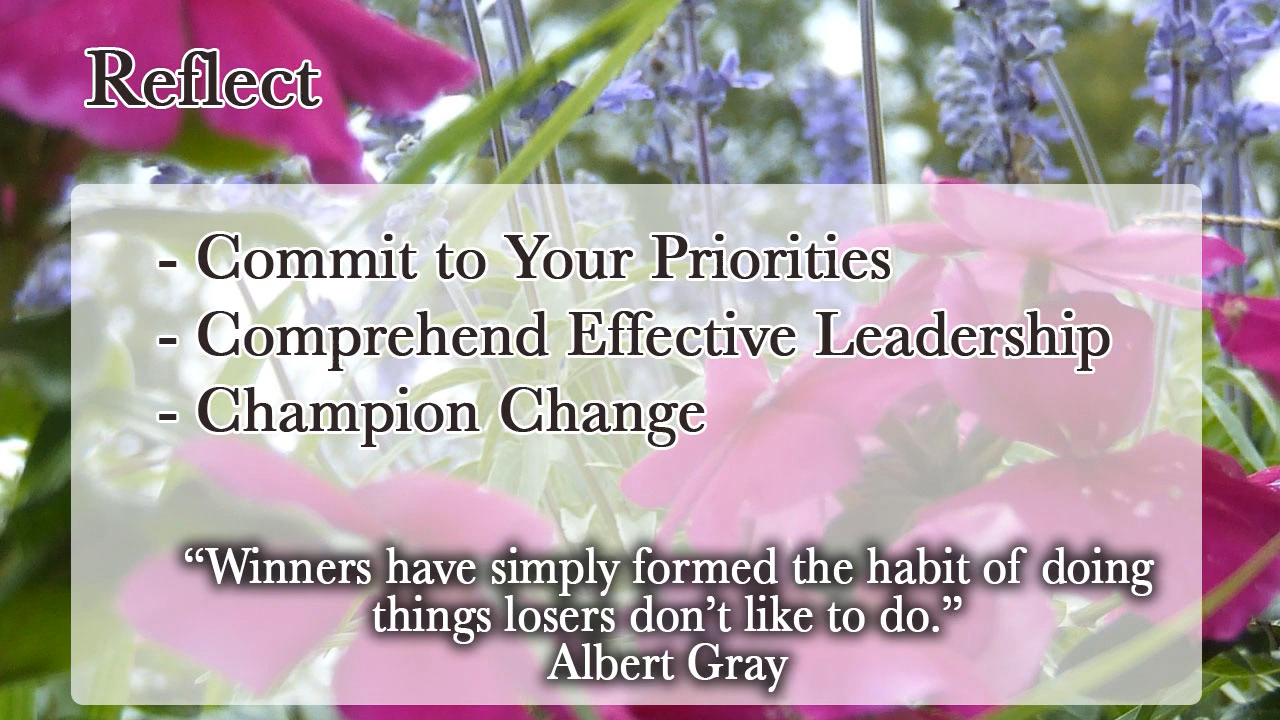 Reflect
- Commit to Your Priorities
- Comprehend Effective Leadership
- Champion Change
“Winners have simply formed the habit of doing
things losers don’t like to do.”
Albert Gray